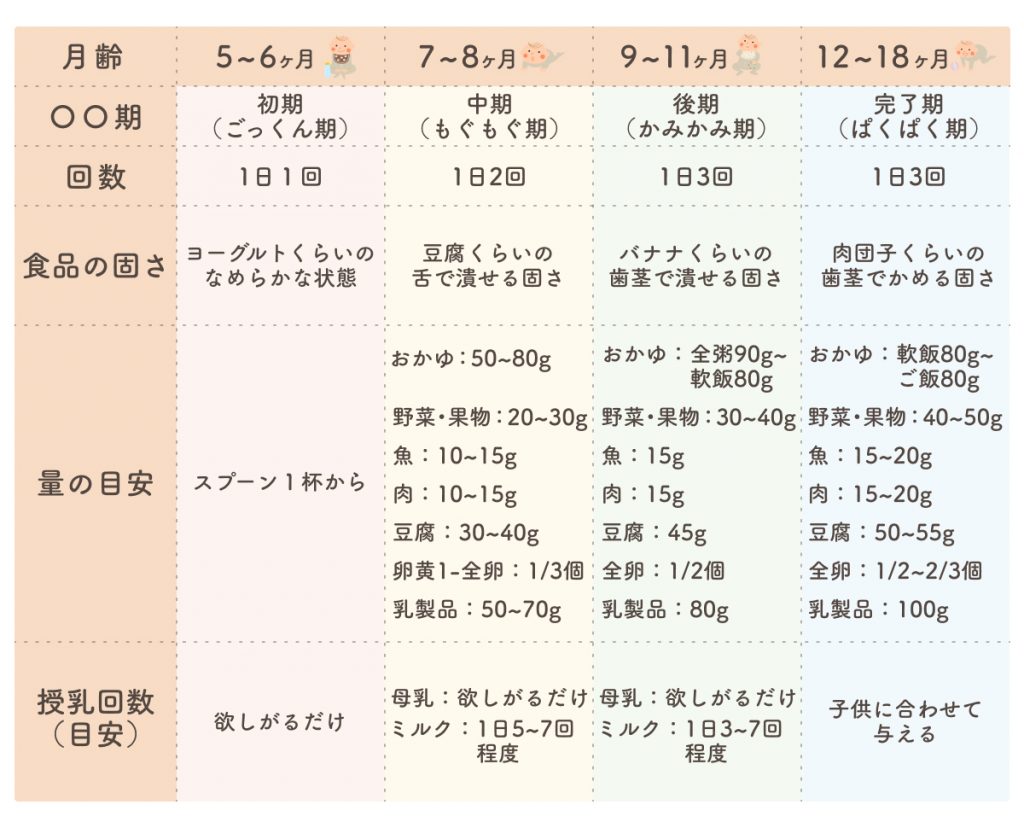 月齢
5~6ヶ月
7~8ヶ月
9~11ヶ月
12~18ヶ月
〇〇期
初期
（ごっくん期）
中期
（もぐもぐ期）
後期
（かみかみ期）
完了期
（ぱくぱく期）
回数
1日1回
1日2回
1日3回
1日3回
食品の固さ
ヨーグルトくらいの
なめらかな状態
豆腐くらいの
舌で潰せる固さ
バナナくらいの
歯茎で潰せる固さ
肉団子くらいの
歯茎でかめる固さ
量の目安
スプーン1杯から
おかゆ：50~80g
野菜・果物：20~30g
魚：10~15g
肉：10~15g
豆腐：30~40g
卵黄1-全卵：1/3個
乳製品：50~70g
おかゆ：全粥90g~
軟飯80g
野菜・果物：30~40g
魚：15g
肉：15g
豆腐：45g
全卵：1/2個
乳製品：80g
おかゆ：軟飯80g~
ご飯80g
野菜・果物：40~50g
魚：15~20g
肉：15~20g
豆腐：50~55g
全卵：1/2~2/3個
乳製品：100g
授乳回数
（目安）
欲しがるだけ
母乳：欲しがるだけ
ミルク：1日5~7回
程度
母乳：欲しがるだけ
ミルク：1日3~7回
程度
子供に合わせて
与える